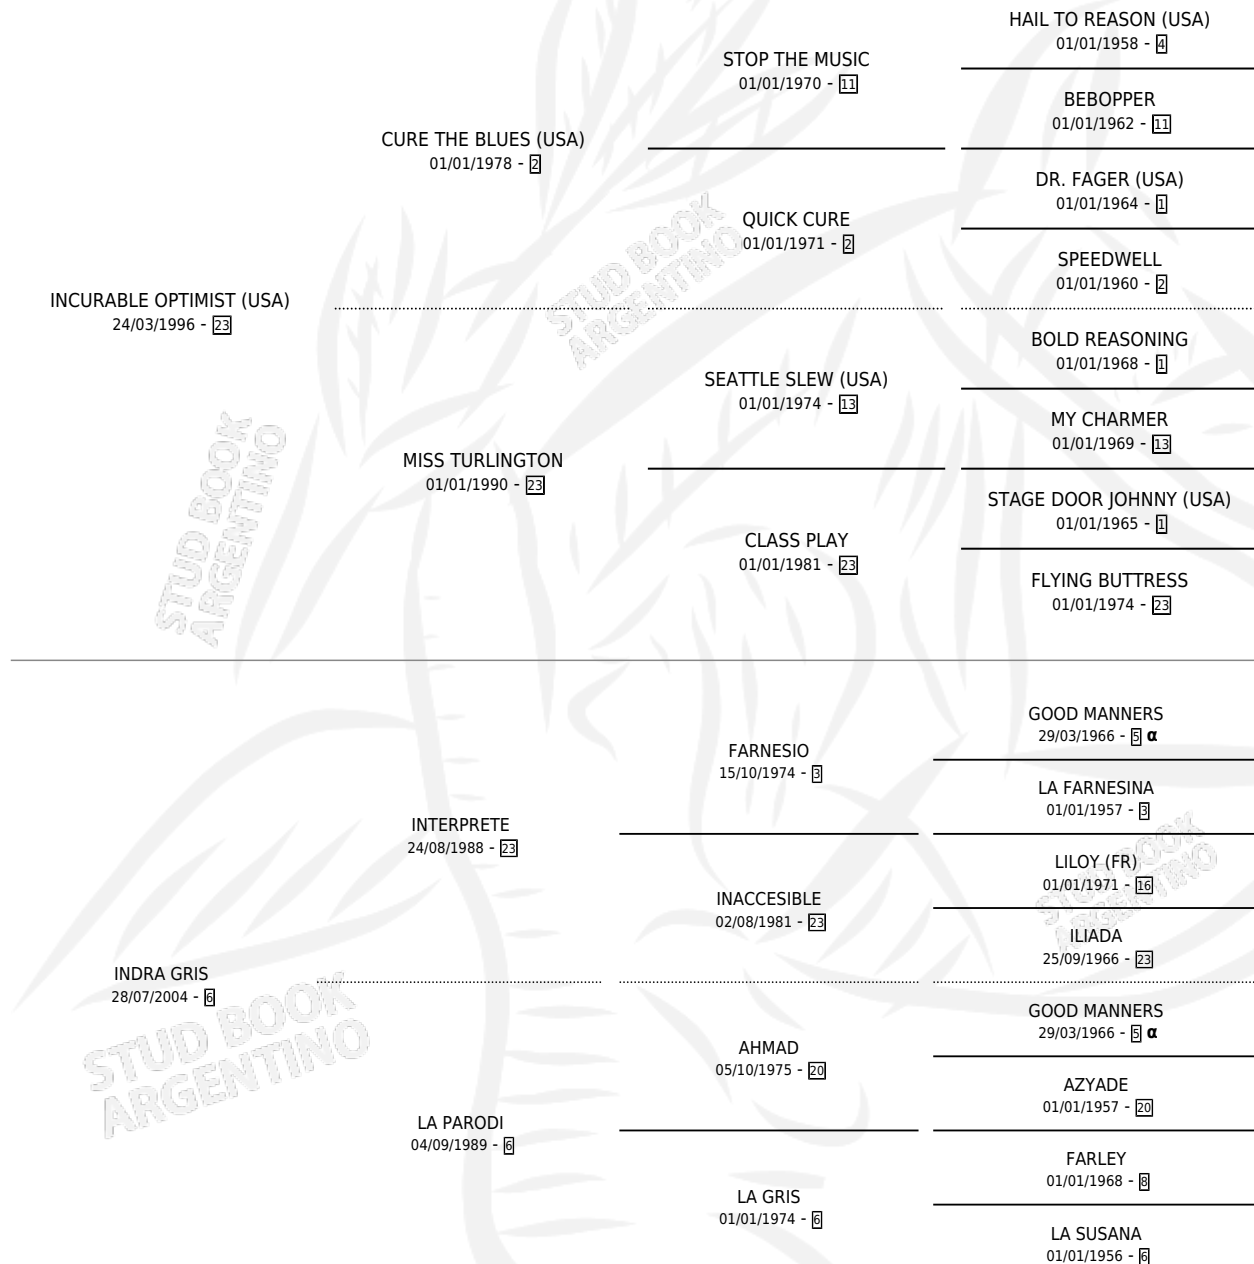 HAIL TO REASON (USA)
01/01/1958 - 4
STOP THE MUSIC
01/01/1970 - 11
BEBOPPER
01/01/1962 - 11
CURE THE BLUES (USA)
01/01/1978 - 2
DR. FAGER (USA)
01/01/1964 - 1
QUICK CURE
01/01/1971 - 2
SPEEDWELL
01/01/1960 - 2
INCURABLE OPTIMIST (USA)
24/03/1996 - 23
BOLD REASONING
01/01/1968 - 1
SEATTLE SLEW (USA)
01/01/1974 - 13
MY CHARMER
01/01/1969 - 13
MISS TURLINGTON
01/01/1990 - 23
STAGE DOOR JOHNNY (USA)
01/01/1965 - 1
CLASS PLAY
01/01/1981 - 23
FLYING BUTTRESS
01/01/1974 - 23
GOOD MANNERS
29/03/1966 - 5 α
FARNESIO
15/10/1974 - 3
LA FARNESINA
01/01/1957 - 3
INTERPRETE
24/08/1988 - 23
LILOY (FR)
01/01/1971 - 16
INACCESIBLE
02/08/1981 - 23
ILIADA
25/09/1966 - 23
INDRA GRIS
28/07/2004 - 6
GOOD MANNERS
29/03/1966 - 5 α
AHMAD
05/10/1975 - 20
AZYADE
01/01/1957 - 20
LA PARODI
04/09/1989 - 6
FARLEY
01/01/1968 - 8
LA GRIS
01/01/1974 - 6
LA SUSANA
01/01/1956 - 6
STUD BOOK
ARGENTINO
STUD BOOK
ARGENTINO
STUD BOOK
ARGENTINO
STUD BOOK
ARGENTINO